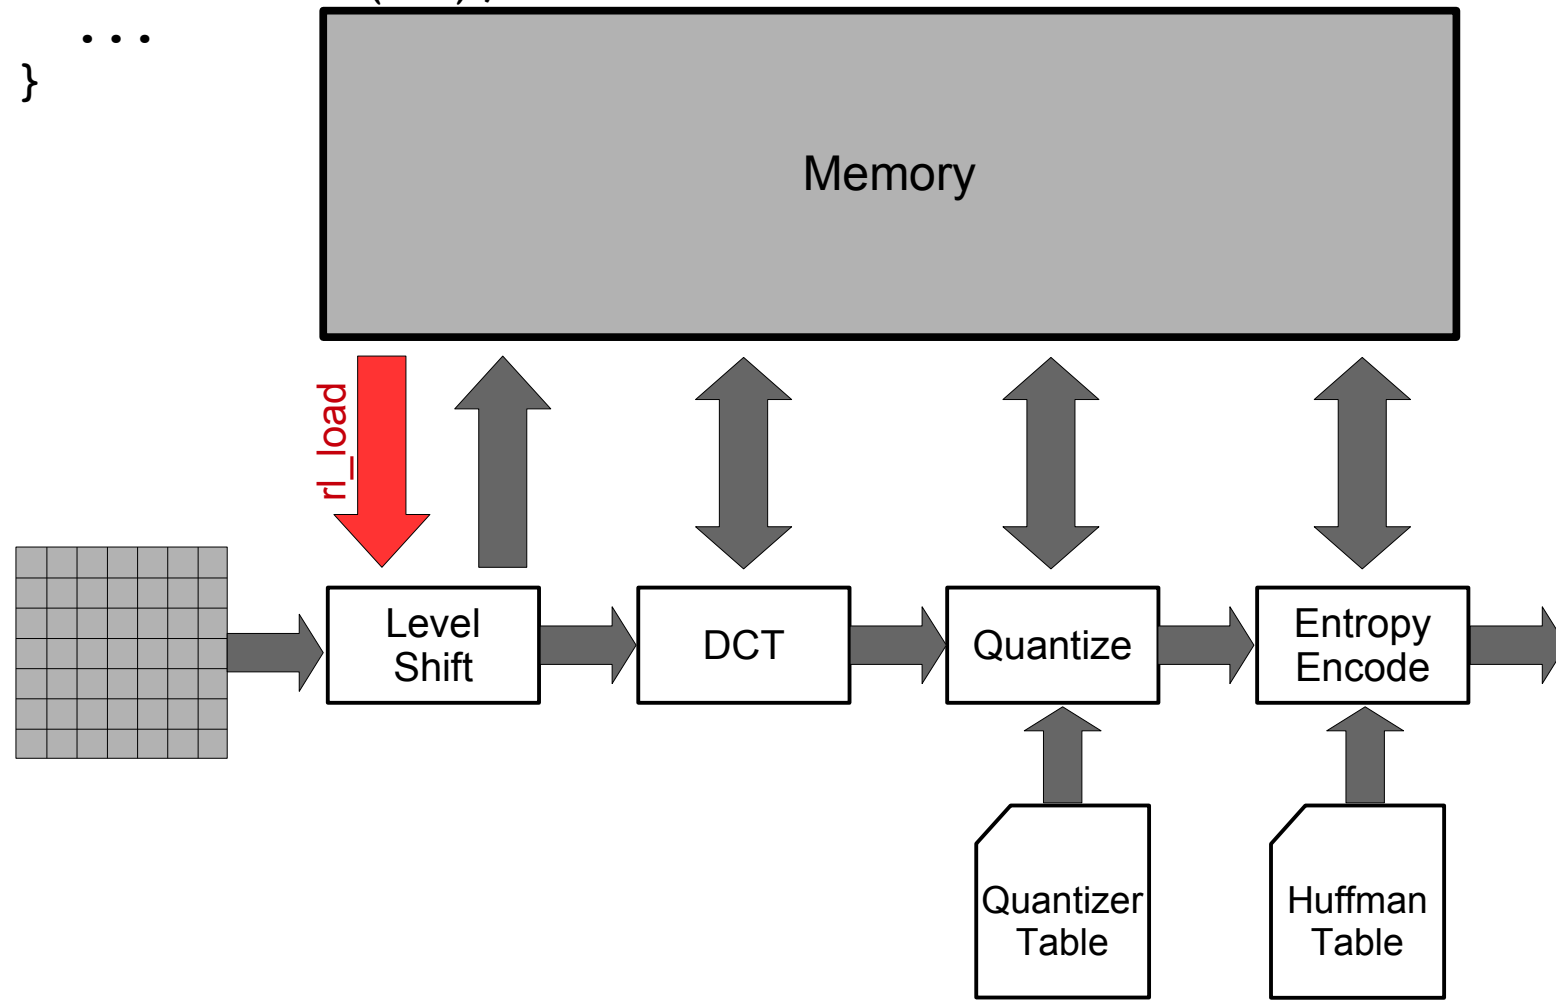 ...
}
Memory
rl_load
Level
Shift
DCT
Quantize
Entropy
Encode
Quantizer
Table
Huffman
Table